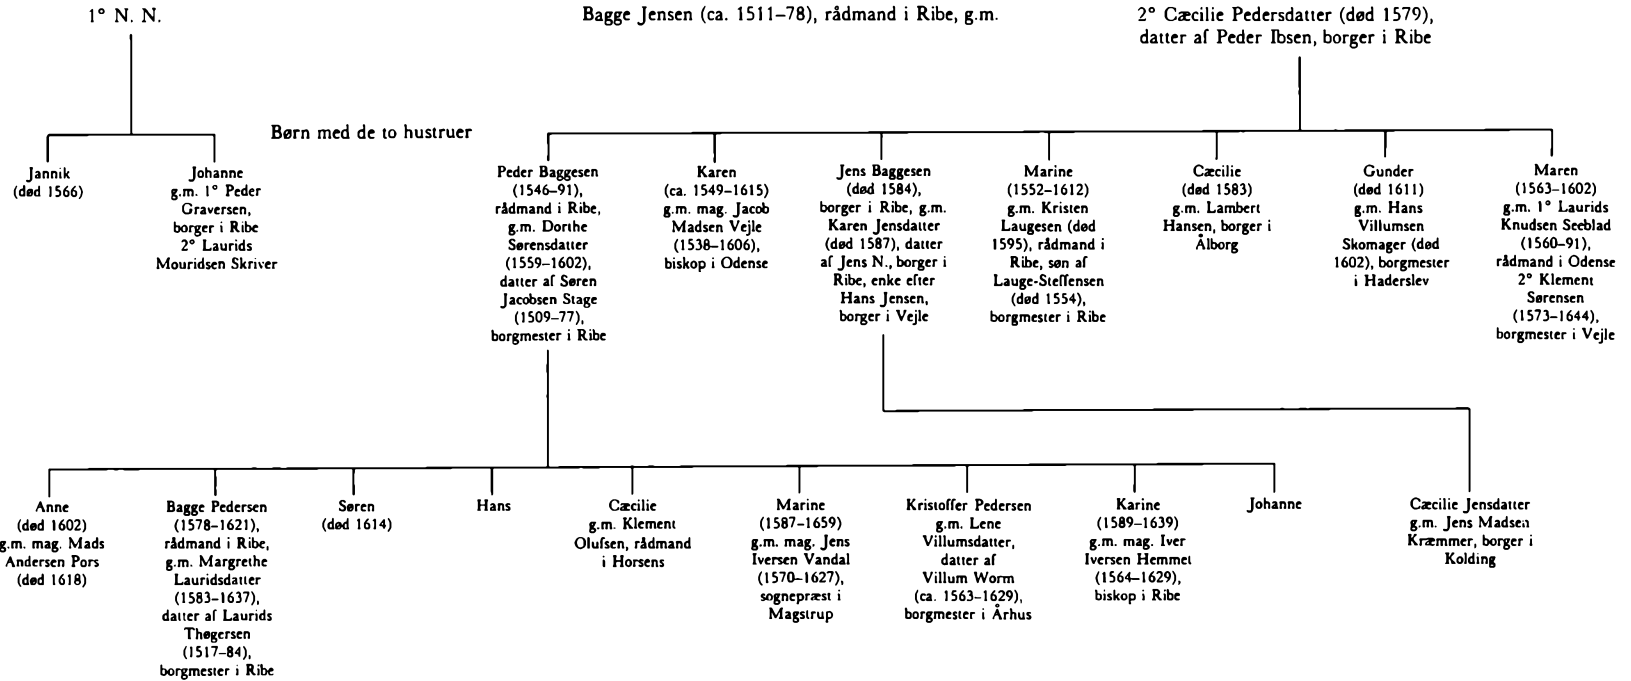 1° N. N.
Bagge Jensen (ca. 1511–78), rådmand i Ribe, g.m.
2° Cæcilie Pedersdatter (død 1579),
datter af Peder Ibsen, borger i Ribe
Børn med de to hustruer
Jannik
(død 1566)
Johanne
g.m. 1° Peder
Graversen,
borger i Ribe
2° Laurids
Mouridsen Skriver
Peder Baggesen
(1546–91),
rådmand i Ribe,
g.m. Dorthe
Sørensdatter
(1559–1602),
datter af Søren
Jacobsen Stage
(1509–77),
borgmester i Ribe
Karen
(ca. 1549–1615)
g.m. mag. Jacob
Madsen Vejle
(1538–1606),
biskop i Odense
Jens Baggesen
(død 1584),
borger i Ribe, g.m.
Karen Jensdatter
(død 1587), datter
af Jens N., borger i
Ribe, enke efter
Hans Jensen,
borger i Vejle
Marine
(1552–1612)
g.m. Kristen
Laugesen (død
1595), rådmand i
Ribe, søn af
Lauge-Steffensen
(død 1554),
borgmester i Ribe
Cæcilie
(død 1583)
g.m. Lambert
Hansen, borger i
Ålborg
Gunder
(død 1611)
g.m. Hans
Villumsen
Skomager (død
1602), borgmester
i Haderslev
Maren
(1563–1602)
g.m. 1° Laurids
Knudsen Seeblad
(1560–91),
rådmand i Odense
2° Klement
Sørensen
(1573–1644),
borgmester i Vejle
Anne
(død 1602)
g.m. mag. Mads
Andersen Pors
(død 1618)
Bagge Pedersen
(1578–1621),
rådmand i Ribe,
g.m. Margrethe
Lauridsdatter
(1583–1637),
datter af Laurids
Thøgersen
(1517–84),
borgmester i Ribe
Søren
(død 1614)
Hans
Cæcilie
g.m. Klement
Olufsen, rådmand
i Horsens
Marine
(1587–1659)
g.m. mag. Jens
Iversen Vandal
(1570–1627),
sognepræst i
Magstrup
Kristoffer Pedersen
g.m. Lene
Villumsdatter,
datter af
Villum Worm
(ca. 1563–1629),
borgmester i Århus
Karine
(1589–1639)
g.m. mag. Iver
Iversen Hemmet
(1564–1629),
biskop i Ribe
Johanne
Cæcilie Jensdatter
g.m. Jens Madsen
Kræmmer, borger i
Kolding